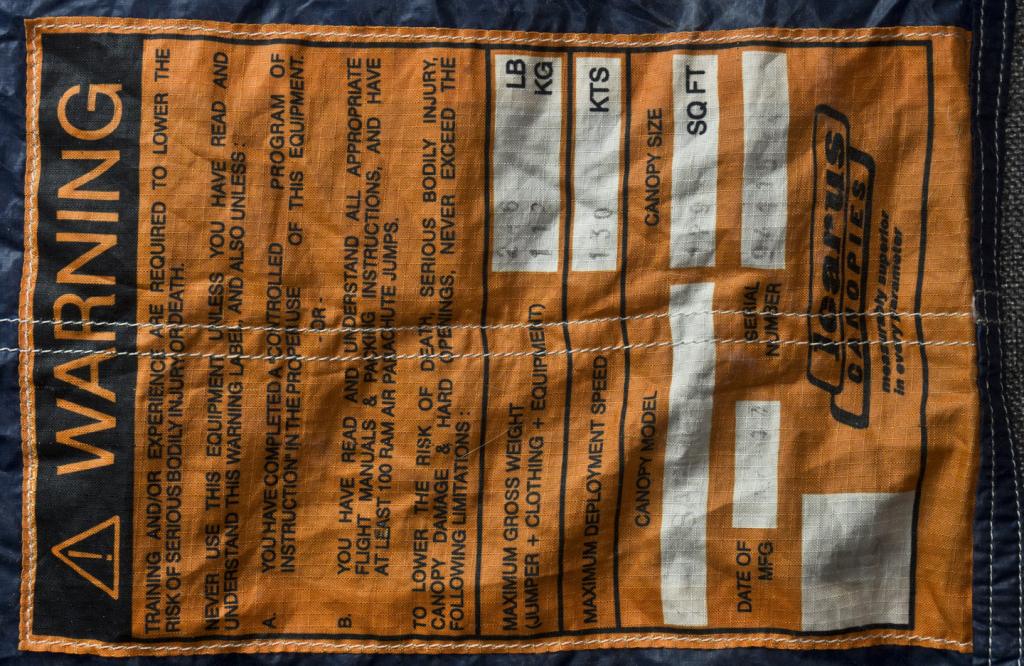 WARNING
TRAINING AND/OR EXPERIENCE ARE REQUIRED TO LOWER THE
RISK OF SERIOUS BODILY INJURY OR DEATH.
NEVER USE THIS EQUIPMENT UNLESS YOU HAVE READ AND
UNDERSTAND THIS WARNING LABEL, AND ALSO UNLESS :
A. YOU HAVE COMPLETED A CONTROLLED PROGRAM OF
INSTRUCTION IN THE PROPER USE OF THIS EQUIPMENT.
- OR -
B. YOU HAVE READ AND UNDERSTAND ALL APPROPRIATE
FLIGHT MANUALS & PACKING INSTRUCTIONS, AND HAVE
AT LEAST 100 RAM AIR PARACHUTE JUMPS.
TO LOWER THE RISK OF DEATH, SERIOUS BODILY INJURY,
CANOPY DAMAGE & HARD OPENINGS, NEVER EXCEED THE
FOLLOWING LIMITATIONS :
MAXIMUM GROSS WEIGHT LB
(JUMPER + CLOTHING + EQUIPMENT) KG
MAXIMUM DEPLOYMENT SPEED 130 KTS
CANOPY MODEL CANOPY SIZE
SQ FT
DATE OF MFG
SERIAL NUMBER
Icarus
CANOPIES
measurably superior
in every parameter